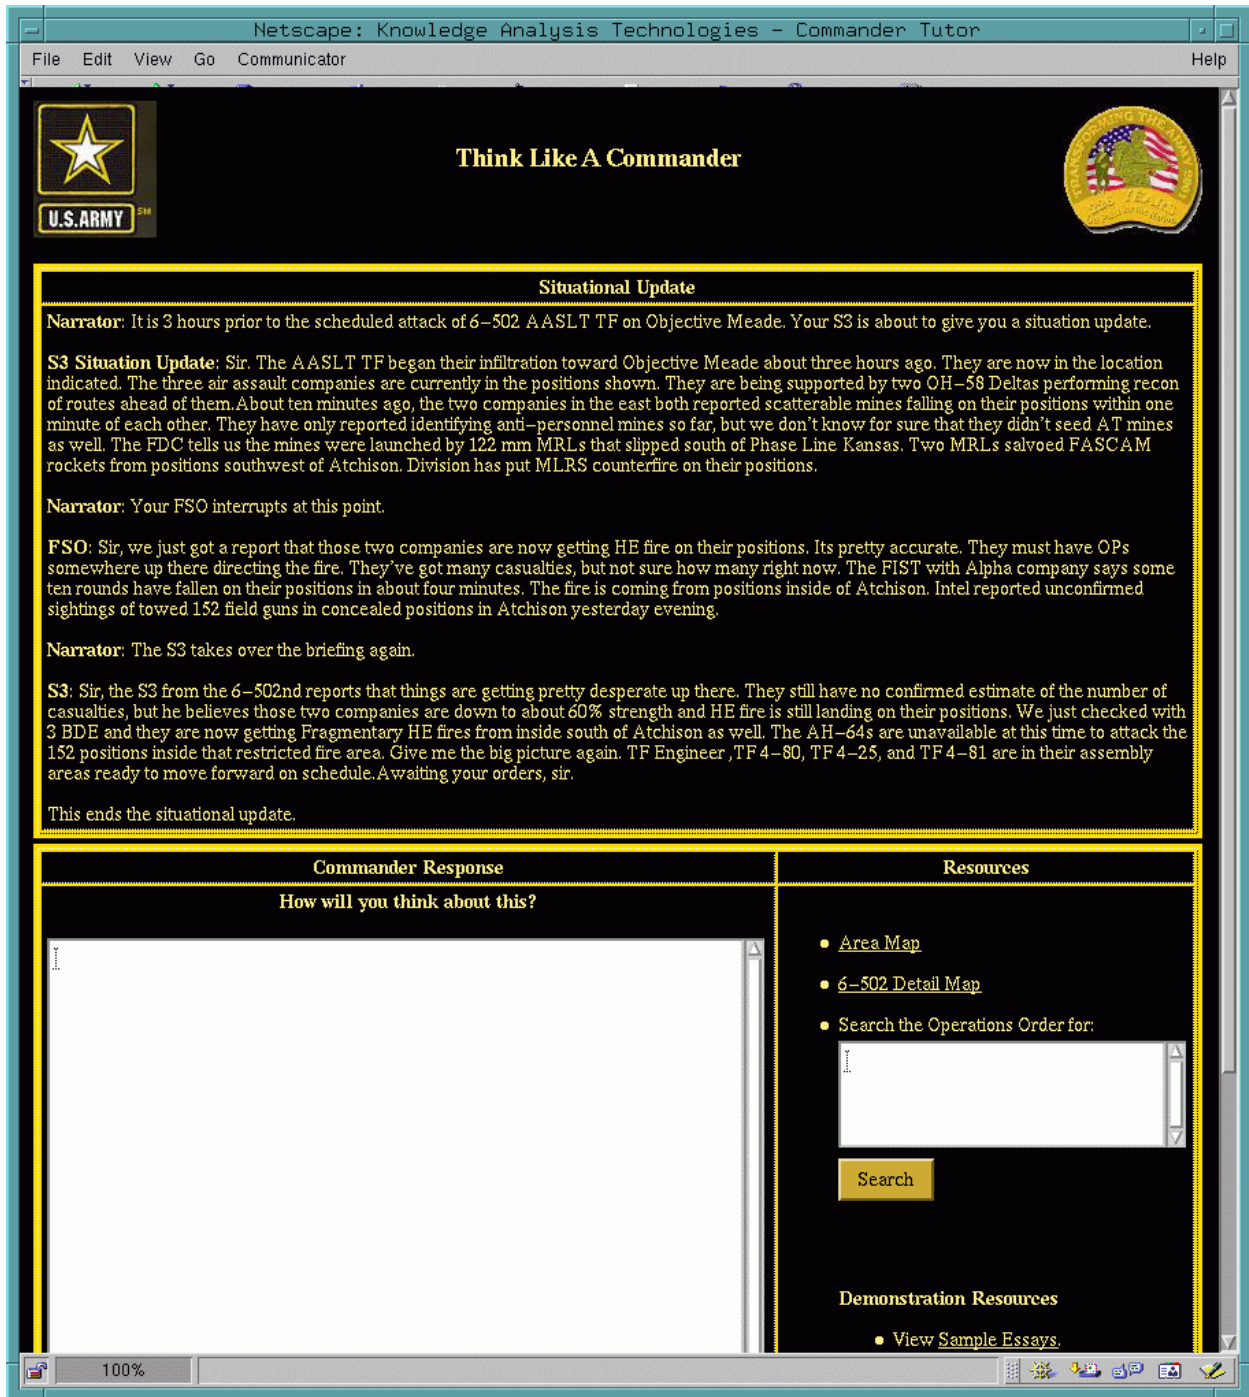 Netscape: Knowledge Analysis Technologies - Commander Tutor
File Edit View Go Communicator Help
Think Like A Commander
U.S.ARMY SM
TRANSFORMING THE ARMY
YEARS
Situational Update
Narrator: It is 3 hours prior to the scheduled attack of 6-502 AASLT TF on Objective Meade. Your S3 is about to give you a situation update.
S3 Situation Update: Sir. The AASLT TF began their infiltration toward Objective Meade about three hours ago. They are now in the location
indicated. The three air assault companies are currently in the positions shown. They are being supported by two OH-58 Deltas performing recon
of routes ahead of them.About ten minutes ago, the two companies in the east both reported scatterable mines falling on their positions within one
minute of each other. They have only reported identifying anti-personnel mines so far, but we don't know for sure that they didn't seed AT mines
as well. The FDC tells us the mines were launched by 122 mm MRLs that slipped south of Phase Line Kansas. Two MRLs salvoed FASCAM
rockets from positions southwest of Atchison. Division has put MLRS counterfire on their positions.
Narrator: Your FSO interrupts at this point.
FSO: Sir, we just got a report that those two companies are now getting HE fire on their positions. Its pretty accurate. They must have OPs
somewhere up there directing the fire. They've got many casualties, but not sure how many right now. The FIST with Alpha company says some
ten rounds have fallen on their positions in about four minutes. The fire is coming from positions inside of Atchison. Intel reported unconfirmed
sightings of towed 152 field guns in concealed positions in Atchison yesterday evening.
Narrator: The S3 takes over the briefing again.
S3: Sir, the S3 from the 6-502nd reports that things are getting pretty desperate up there. They still have no confirmed estimate of the number of
casualties, but he believes those two companies are down to about 60% strength and HE fire is still landing on their positions. We just checked with
3 BDE and they are now getting Fragmentary HE fires from inside south of Atchison as well. The AH-64s are unavailable at this time to attack the
152 positions inside that restricted fire area. Give me the big picture again. TF Engineer ,TF 4-80, TF 4-25, and TF 4-81 are in their assembly
areas ready to move forward on schedule.Awaiting your orders, sir.
This ends the situational update.
Commander Response
How will you think about this?
Resources
Area Map
6-502 Detail Map
Search the Operations Order for:
Search
Demonstration Resources
View Sample Essays.
100%